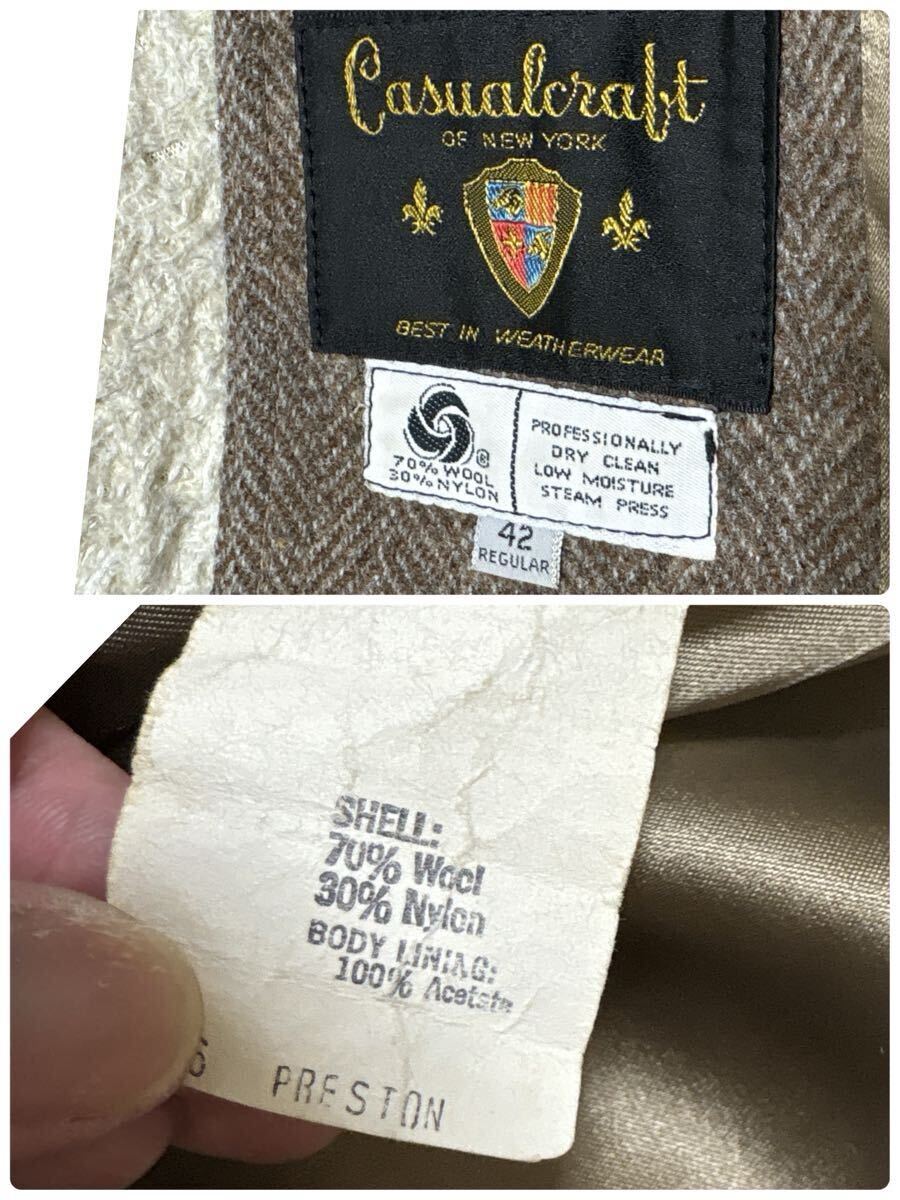 Casualcraft
OF NEW YORK
BEST IN WEATHERWEAR
®
70% WOOL
30% NYLON
PROFESSIONALLY
DRY CLEAN
LOW MOISTURE
STEAM PRESS
42
REGULAR
SHELL:
70% Wool
30% Nylon
BODY LINING:
100% Acetate
6 PRESTON